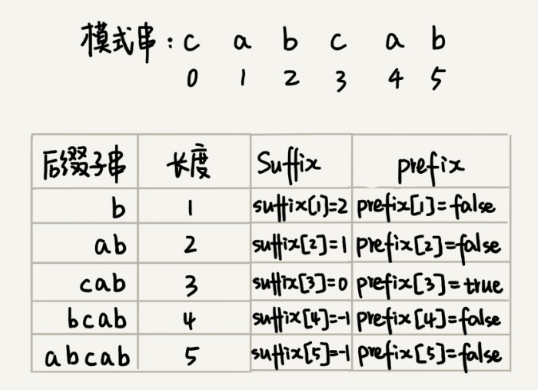 模式串：c a b c a b
0 1 2 3 4 5
后缀子串 长度 Suffix prefix
b 1 suffix[1]=2 prefix[1]=false
ab 2 suffix[2]=1 prefix[2]=false
cab 3 suffix[3]=0 prefix[3]=true
bcab 4 suffix[4]=-1 prefix[4]=false
abcab 5 suffix[5]=-1 prefix[5]=false